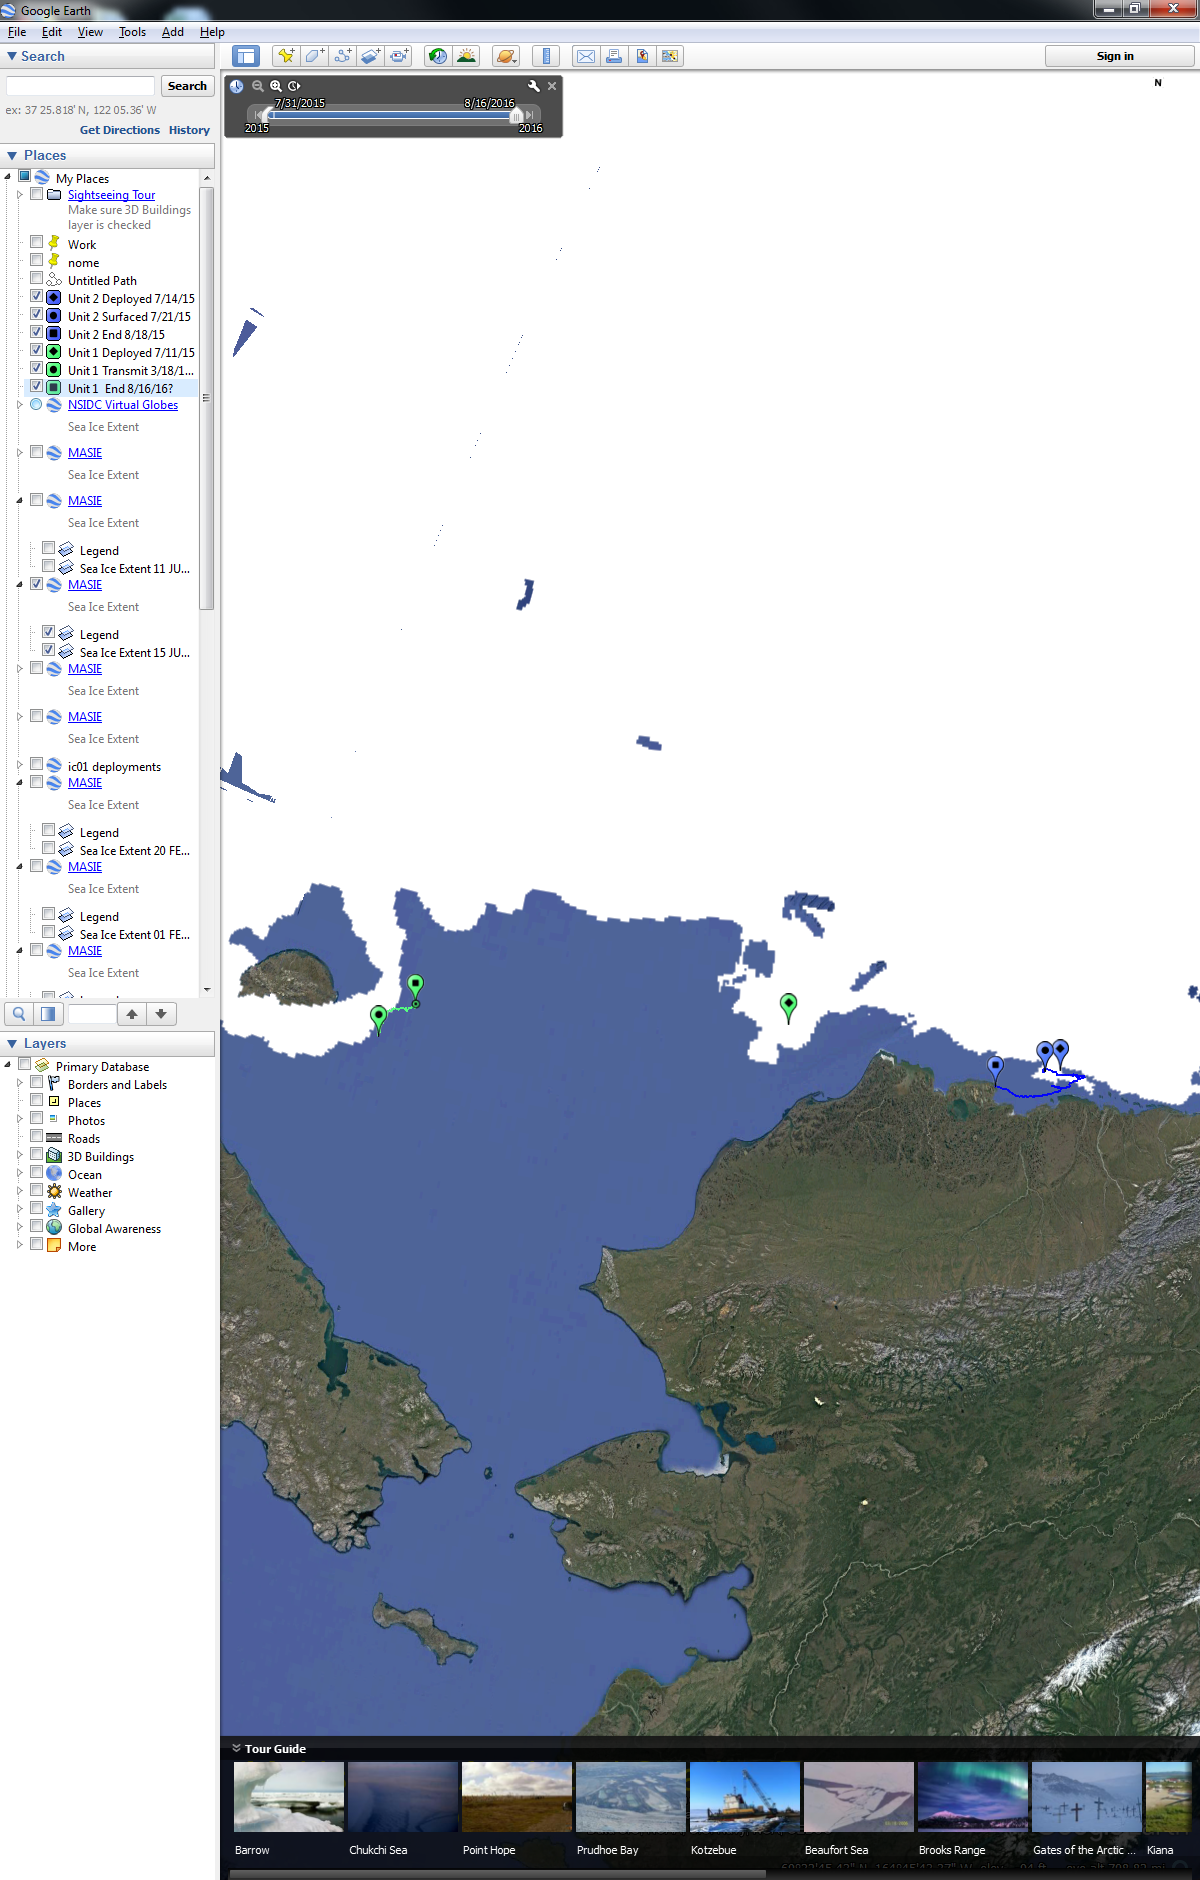 Google Earth
File Edit View Tools Add Help
Search
Search
ex: 37 25.818' N, 122 05.36' W
Get Directions History
Places
My Places
Sightseeing Tour
Make sure 3D Buildings
layer is checked
Work
nome
Untitled Path
Unit 2 Deployed 7/14/15
Unit 2 Surfaced 7/21/15
Unit 2 End 8/18/15
Unit 1 Deployed 7/11/15
Unit 1 Transmit 3/18/1...
Unit 1 End 8/16/16?
NSIDC Virtual Globes
Sea Ice Extent
MASIE
Sea Ice Extent
MASIE
Sea Ice Extent
Legend
Sea Ice Extent 11 JU...
MASIE
Sea Ice Extent
Legend
Sea Ice Extent 15 JU...
MASIE
Sea Ice Extent
MASIE
Sea Ice Extent
ic01 deployments
MASIE
Sea Ice Extent
Legend
Sea Ice Extent 20 FE...
MASIE
Sea Ice Extent
Legend
Sea Ice Extent 01 FE...
MASIE
Sea Ice Extent
Layers
Primary Database
Borders and Labels
Places
Photos
Roads
3D Buildings
Ocean
Weather
Gallery
Global Awareness
More
Sign in
N
7/31/2015 8/16/2016
2015 2016
Tour Guide
Barrow Chukchi Sea Point Hope Prudhoe Bay Kotzebue Beaufort Sea Brooks Range Gates of the Arctic ... Kiana